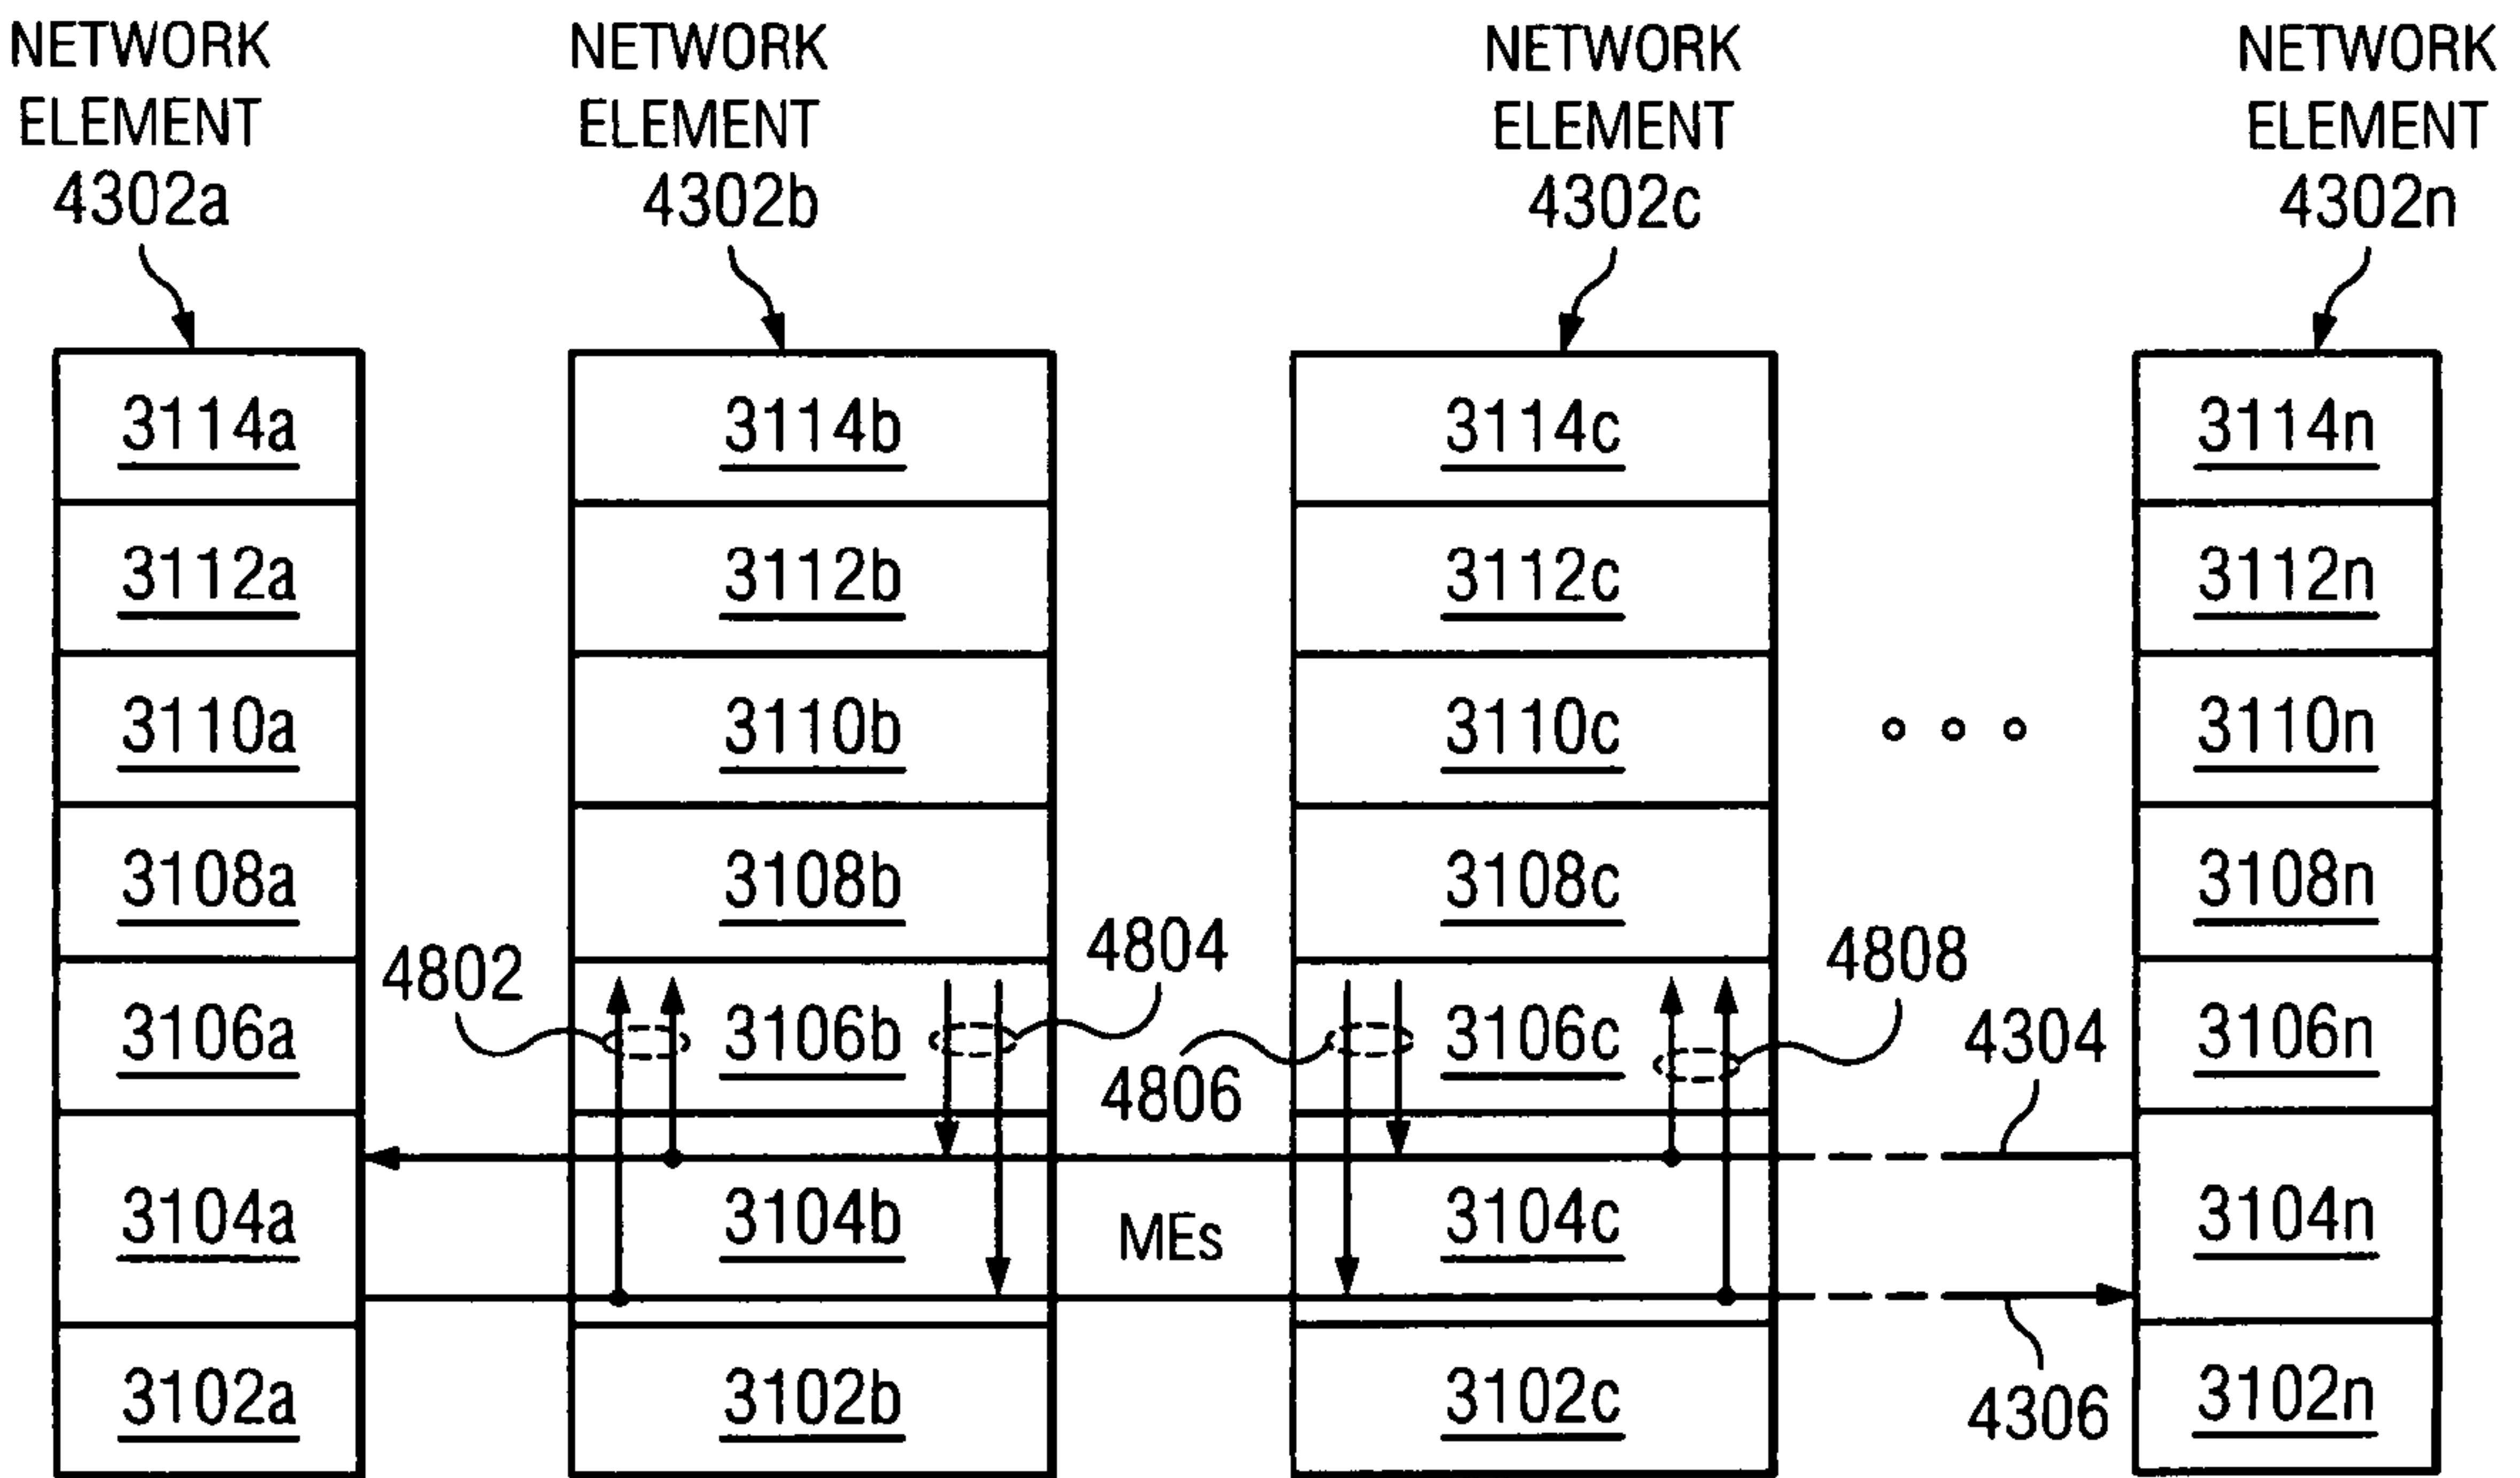 NETWORK
ELEMENT
4302a
NETWORK
ELEMENT
4302b
NETWORK
ELEMENT
4302c
NETWORK
ELEMENT
4302n
3114a
3114b
3114c
3114n
3112a
3112b
3112c
3112n
3110a
3110b
3110c
3110n
3108a
3108b
3108c
3108n
4802
4804
4808
3106a
3106b
4806
3106c
4304
3106n
3104a
3104b
MEs
3104c
3104n
3102a
3102b
3102c
4306
3102n